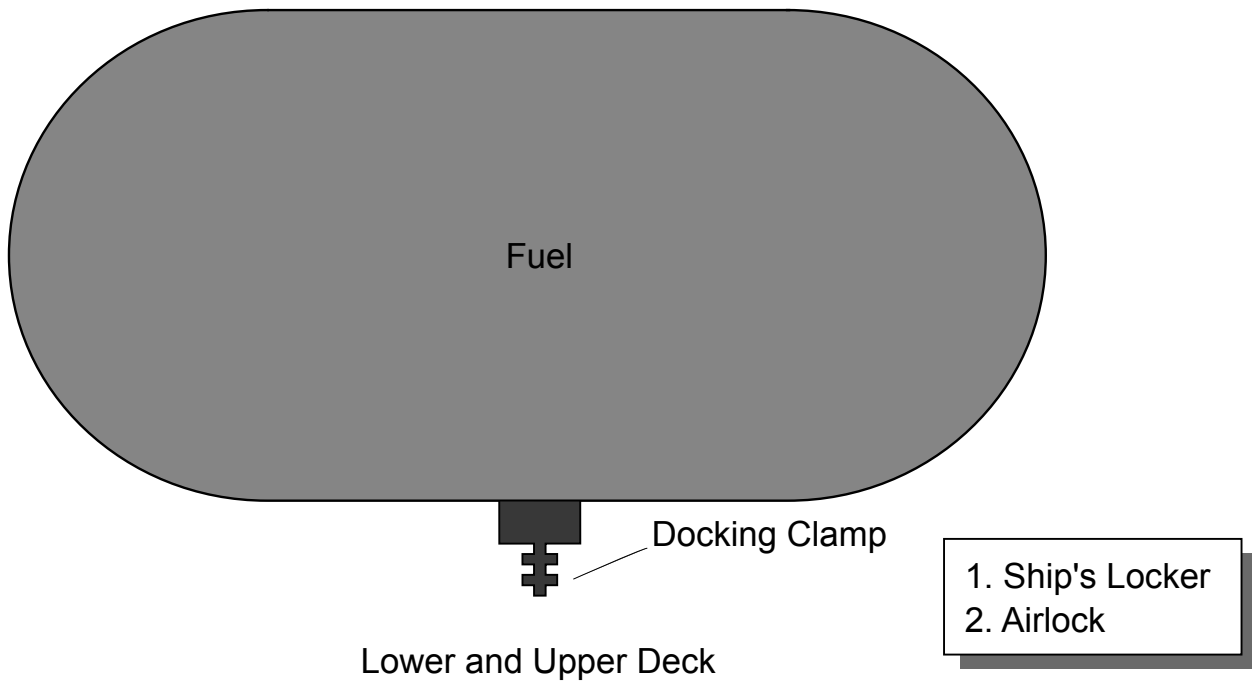 Fuel
Docking Clamp
1. Ship's Locker
2. Airlock
Lower and Upper Deck